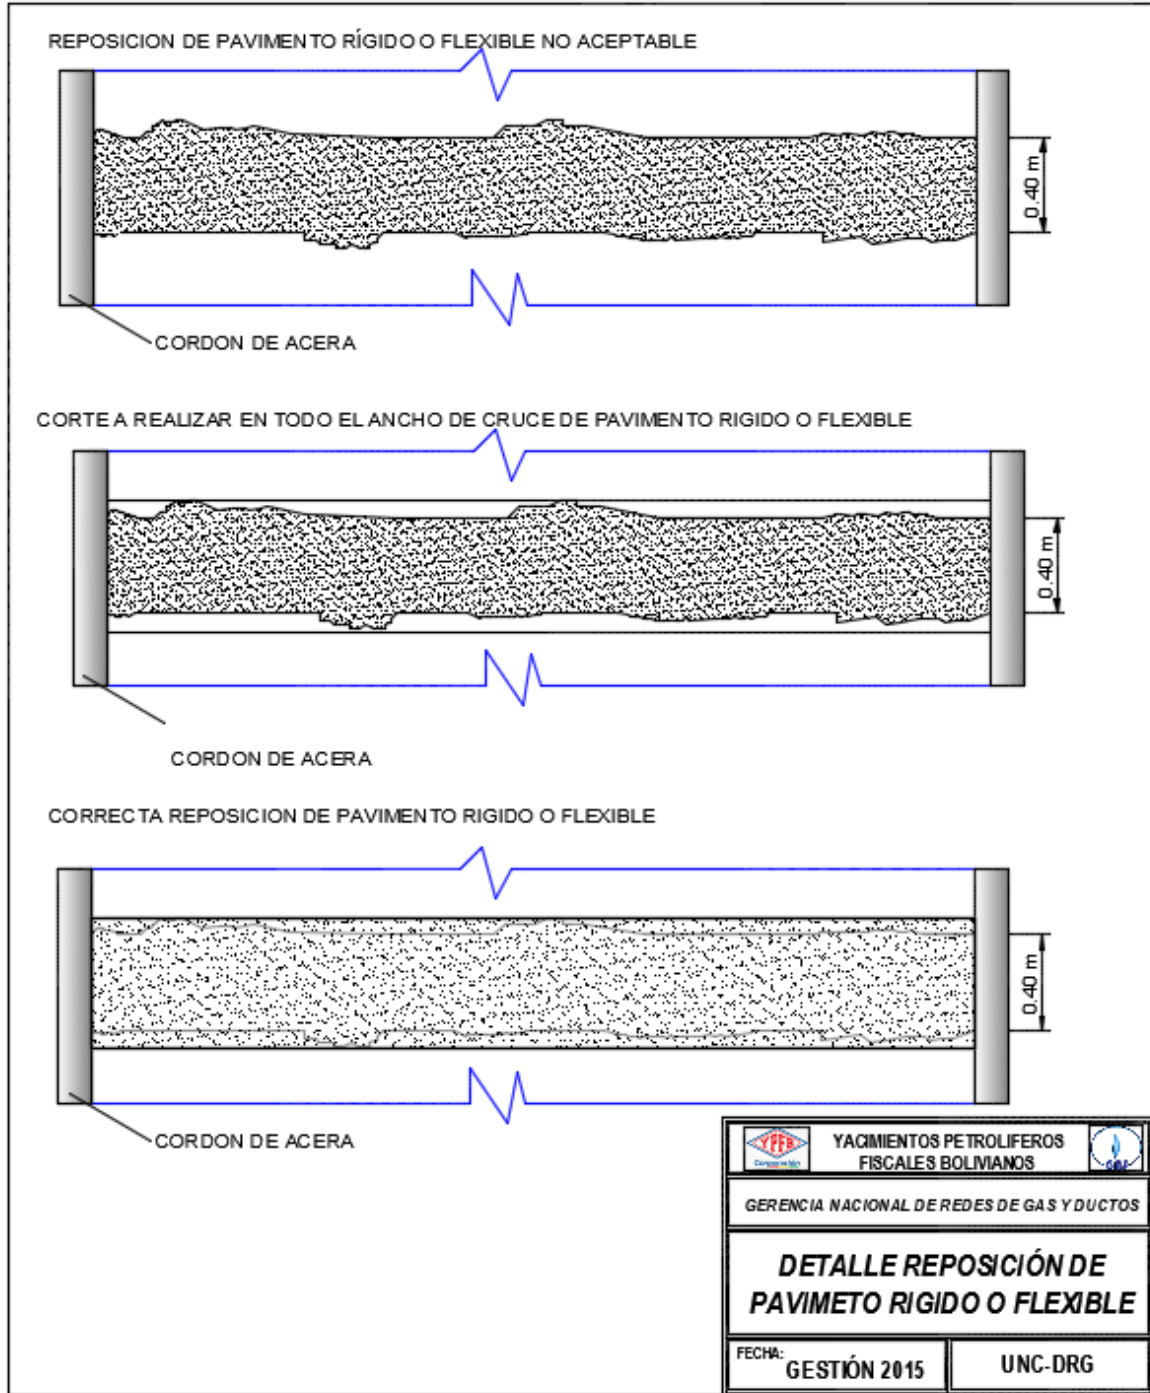 REPOSICION DE PAVIMENTO RÍGIDO O FLEXIBLE NO ACEPTABLE
0.40 m
CORDON DE ACERA
CORTE A REALIZAR EN TODO EL ANCHO DE CRUCE DE PAVIMENTO RIGIDO O FLEXIBLE
0.40 m
CORDON DE ACERA
CORRECTA REPOSICION DE PAVIMENTO RIGIDO O FLEXIBLE
0.40 m
CORDON DE ACERA
YPFB
Corporación
YACIMIENTOS PETROLIFEROS
FISCALES BOLIVIANOS
GERENCIA NACIONAL DE REDES DE GAS Y DUCTOS
DETALLE REPOSICIÓN DE
PAVIMETO RIGIDO O FLEXIBLE
FECHA: GESTIÓN 2015
UNC-DRG